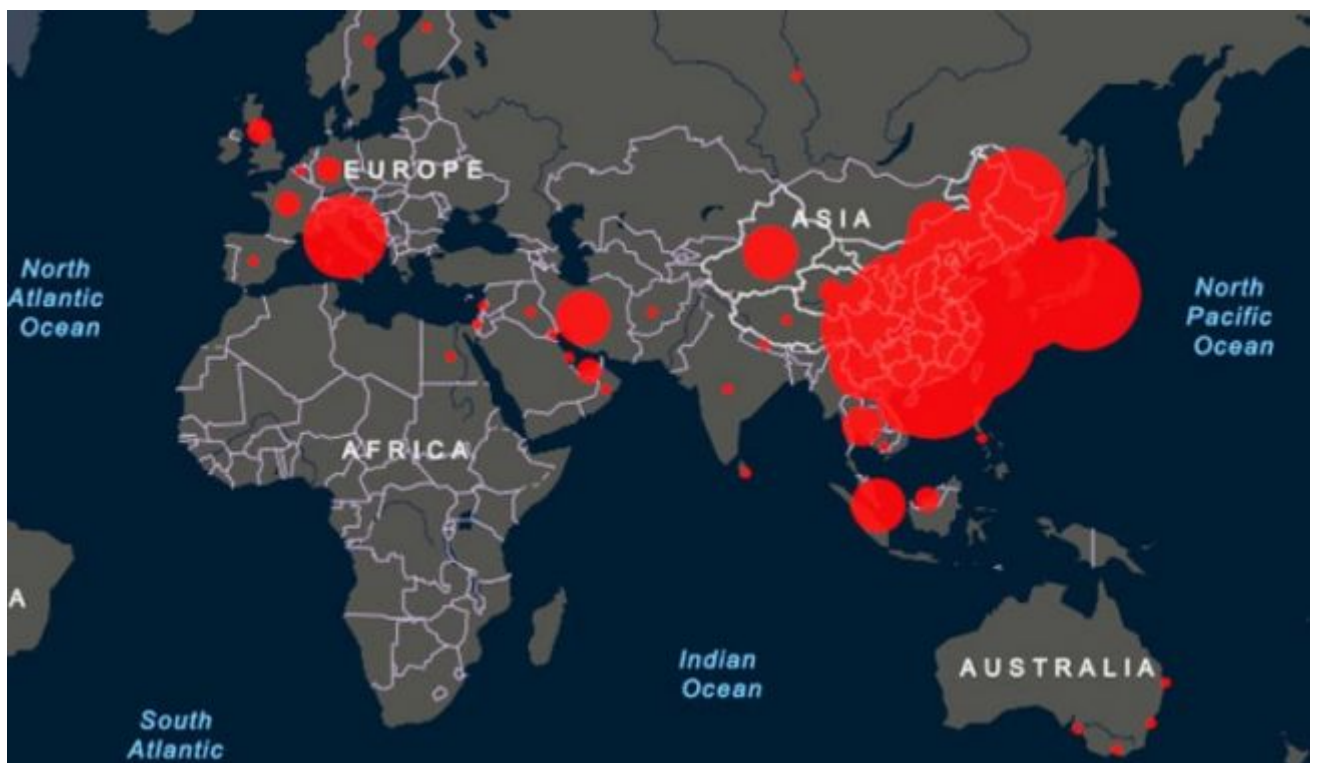 EUROPE
ASIA
North
Atlantic
Ocean
North
Pacific
Ocean
AFRICA
A
Indian
Ocean
AUSTRALIA
South
Atlantic